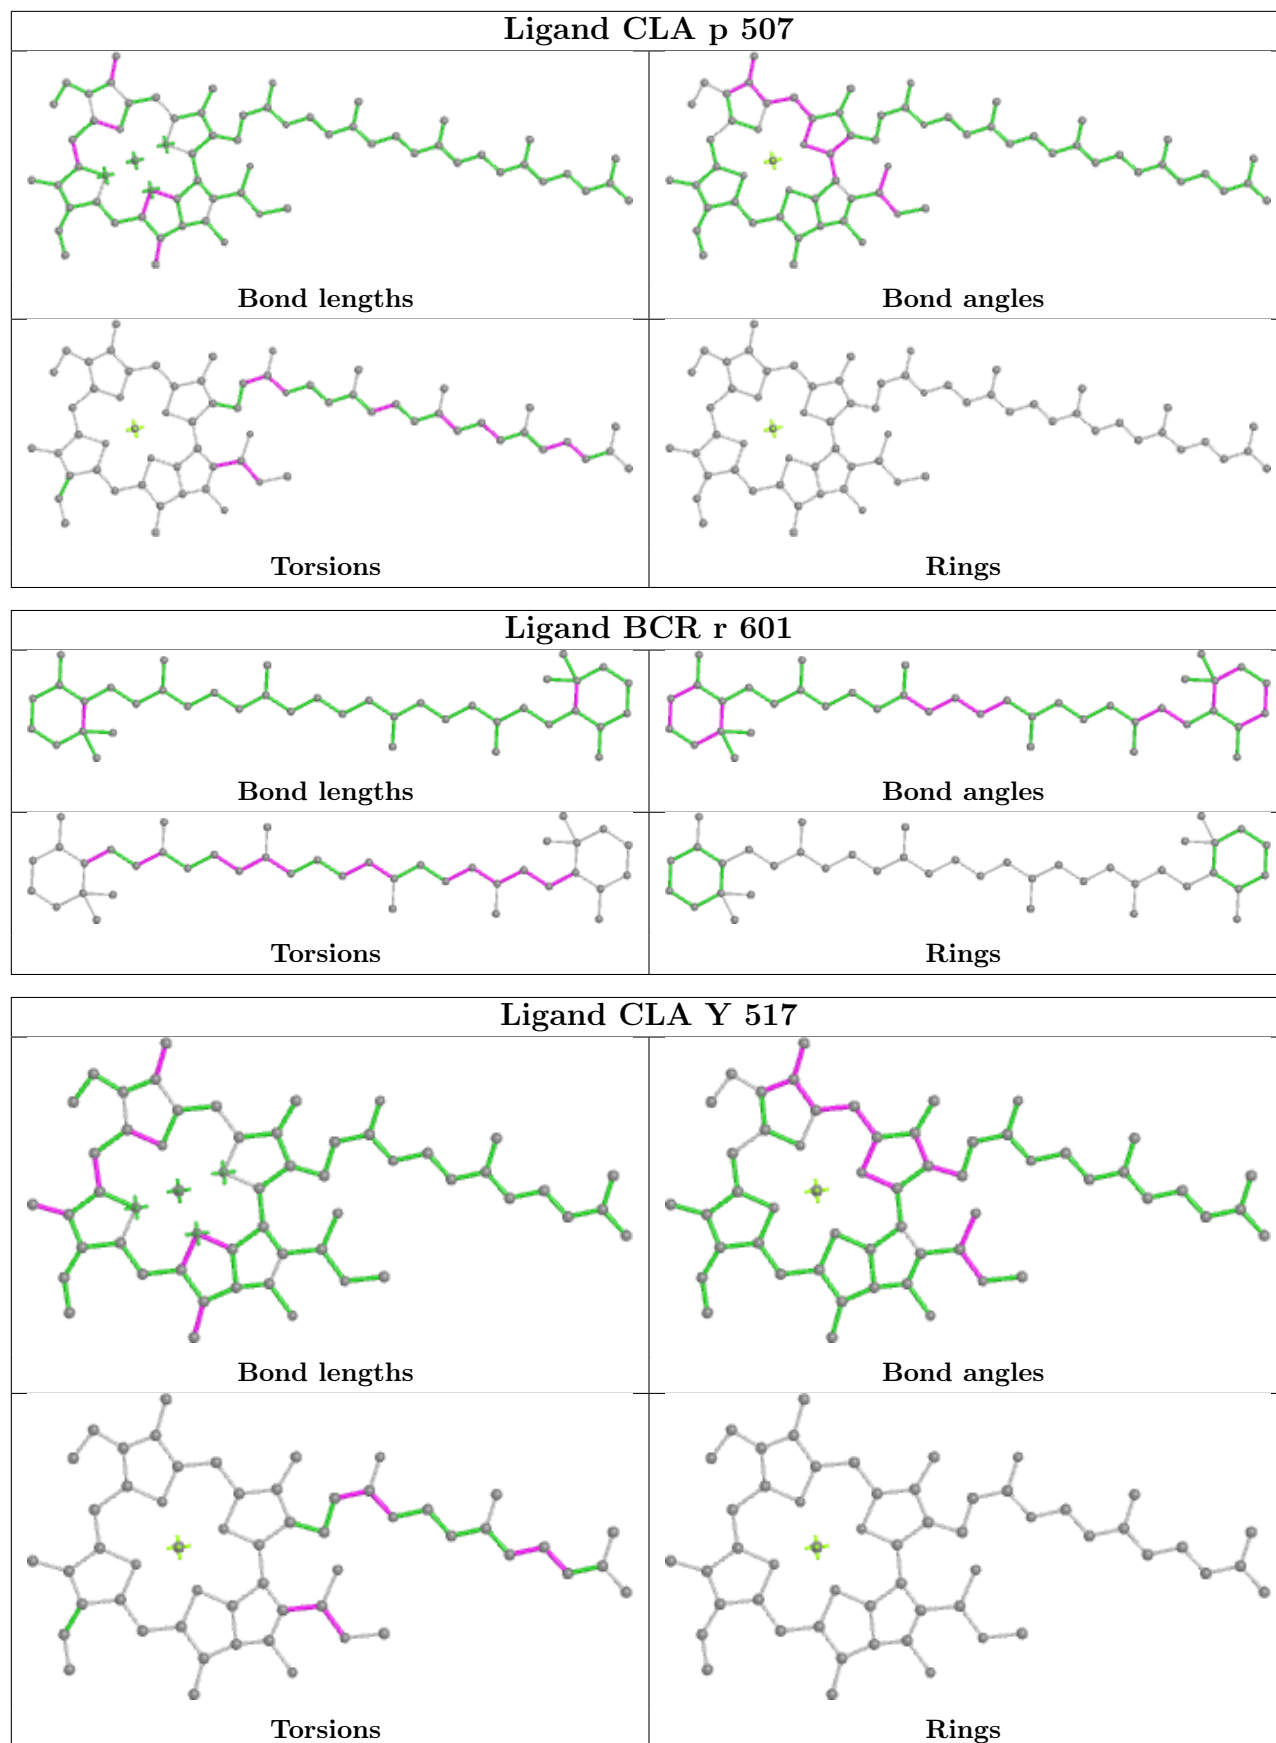 Ligand CLA p 507
Bond lengths
Bond angles
Torsions
Rings
Ligand BCR r 601
Bond lengths
Bond angles
Torsions
Rings
Ligand CLA Y 517
Bond lengths
Bond angles
Torsions
Rings